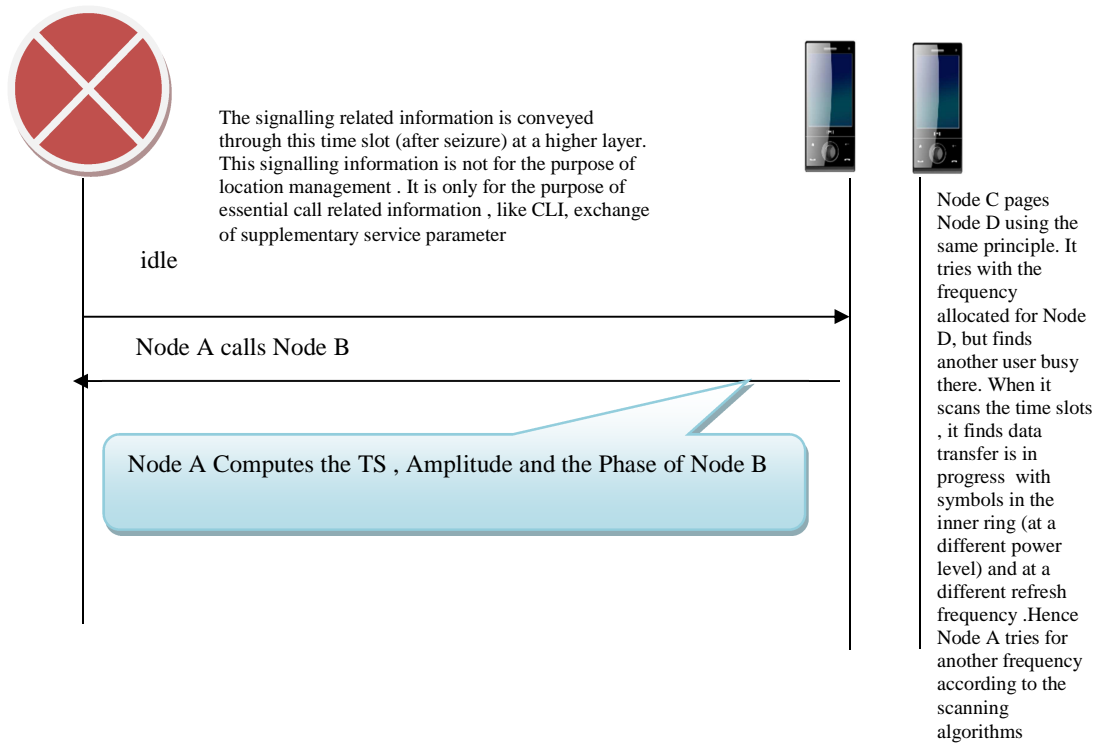 The signalling related information is conveyed
through this time slot (after seizure) at a higher layer.
This signalling information is not for the purpose of
location management . It is only for the purpose of
essential call related information , like CLI, exchange
of supplementary service parameter
idle
Node A calls Node B
Node A Computes the TS , Amplitude and the Phase of Node B
Node C pages
Node D using the
same principle. It
tries with the
frequency
allocated for Node
D, but finds
another user busy
there. When it
scans the time slots
, it finds data
transfer is in
progress with
symbols in the
inner ring (at a
different power
level) and at a
different refresh
frequency .Hence
Node A tries for
another frequency
according to the
scanning
algorithms